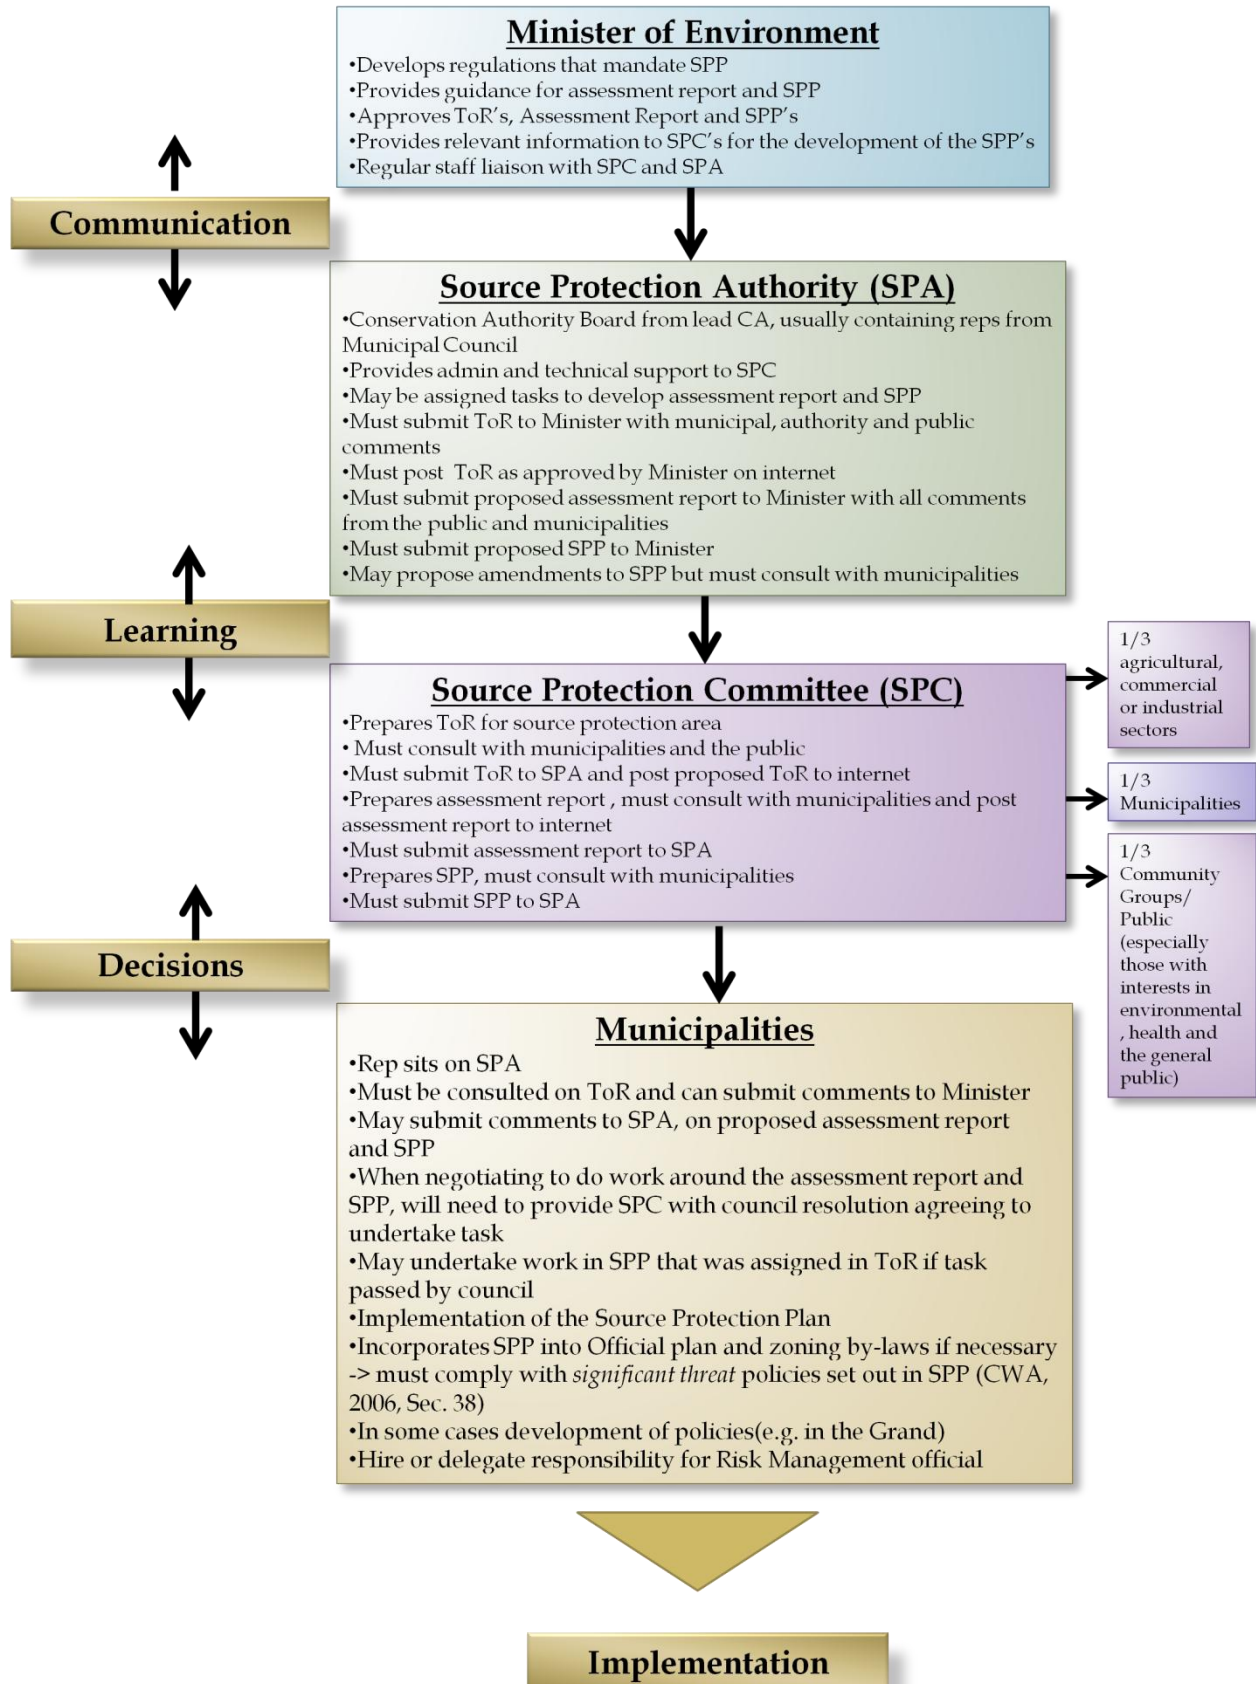 Minister of Environment
•Develops regulations that mandate SPP
•Provides guidance for assessment report and SPP
•Approves ToR's, Assessment Report and SPP's
•Provides relevant information to SPC's for the development of the SPP's
•Regular staff liaison with SPC and SPA
Communication
Source Protection Authority (SPA)
•Conservation Authority Board from lead CA, usually containing reps from
Municipal Council
•Provides admin and technical support to SPC
•May be assigned tasks to develop assessment report and SPP
•Must submit ToR to Minister with municipal, authority and public
comments
•Must post ToR as approved by Minister on internet
•Must submit proposed assessment report to Minister with all comments
from the public and municipalities
•Must submit proposed SPP to Minister
•May propose amendments to SPP but must consult with municipalities
Learning
Source Protection Committee (SPC)
•Prepares ToR for source protection area
• Must consult with municipalities and the public
•Must submit ToR to SPA and post proposed ToR to internet
•Prepares assessment report , must consult with municipalities and post
assessment report to internet
•Must submit assessment report to SPA
•Prepares SPP, must consult with municipalities
•Must submit SPP to SPA
1/3
agricultural,
commercial
or industrial
sectors
1/3
Municipalities
1/3
Community
Groups/
Public
(especially
those with
interests in
environmental
, health and
the general
public)
Decisions
Municipalities
•Rep sits on SPA
•Must be consulted on ToR and can submit comments to Minister
•May submit comments to SPA, on proposed assessment report
and SPP
•When negotiating to do work around the assessment report and
SPP, will need to provide SPC with council resolution agreeing to
undertake task
•May undertake work in SPP that was assigned in ToR if task
passed by council
•Implementation of the Source Protection Plan
•Incorporates SPP into Official plan and zoning by-laws if necessary
-> must comply with significant threat policies set out in SPP (CWA,
2006, Sec. 38)
•In some cases development of policies(e.g. in the Grand)
•Hire or delegate responsibility for Risk Management official
Implementation